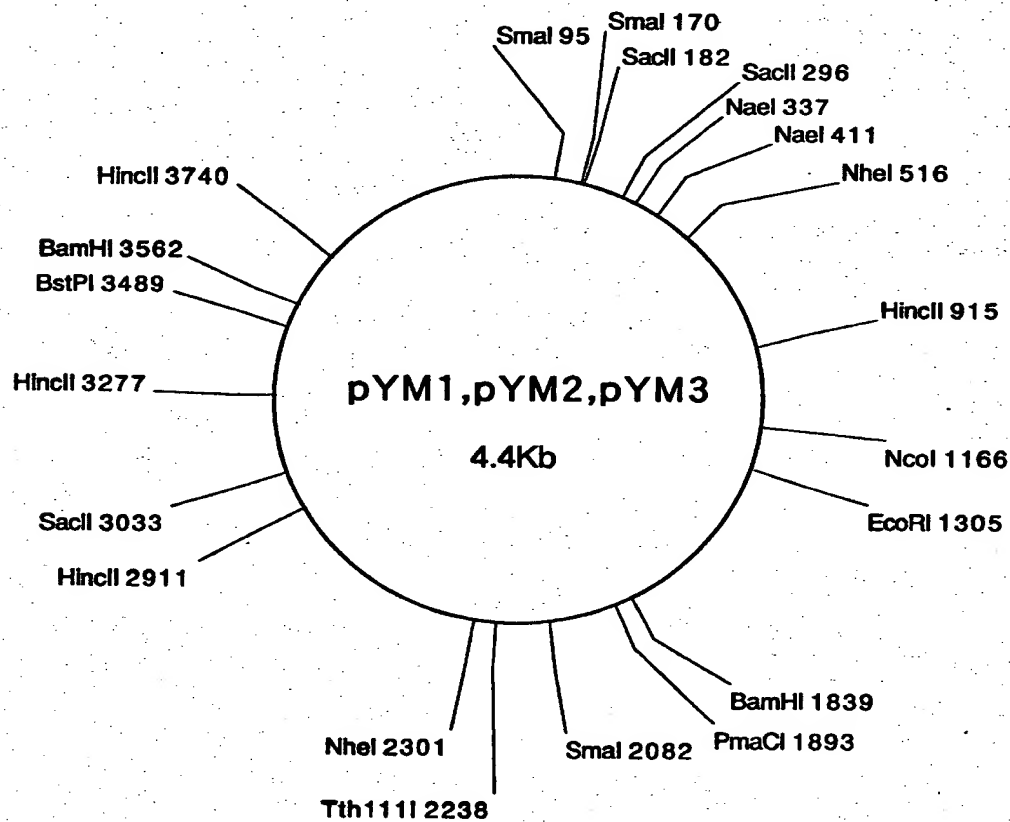 SmaI 95
SmaI 170
SacII 182
SacII 296
NaeI 337
NaeI 411
NheI 516
HincII 915
NcoI 1166
EcoRI 1305
BamHI 1839
PmaCI 1893
SmaI 2082
Tth111I 2238
NheI 2301
HincII 2911
SacII 3033
HincII 3277
BstPI 3489
BamHI 3562
HincII 3740
pYM1,pYM2,pYM3
4.4Kb